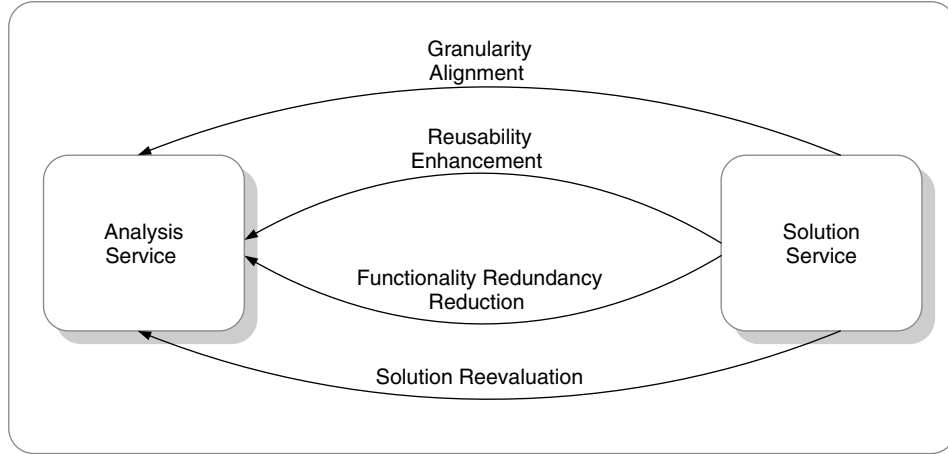 Granularity
Alignment
Reusability
Enhancement
Analysis
Service
Solution
Service
Functionality Redundancy
Reduction
Solution Reevaluation